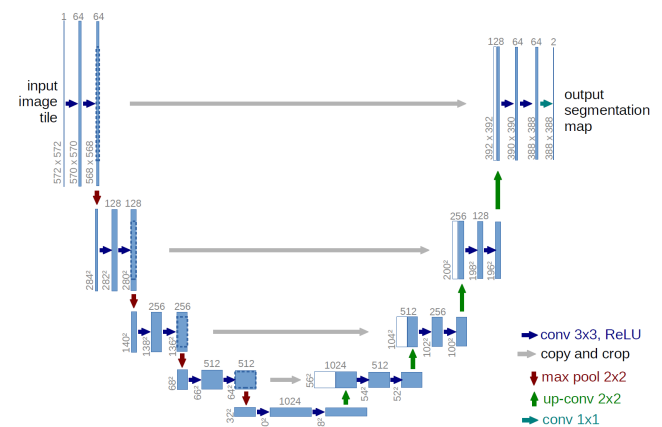 1
64
64
input
image
tile
572 x 572
570 x 570
568 x 568
128
64
64
2
output
segmentation
map
392 x 392
390 x 390
388 x 388
388 x 388
128
128
284²
282²
280²
256
128
200²
198²
196²
256
256
140²
138²
136²
512
256
104²
102²
100²
512
512
68²
66²
64²
1024
512
56²
54²
52²
1024
32²
0²
8²
conv 3x3, ReLU
copy and crop
max pool 2x2
up-conv 2x2
conv 1x1